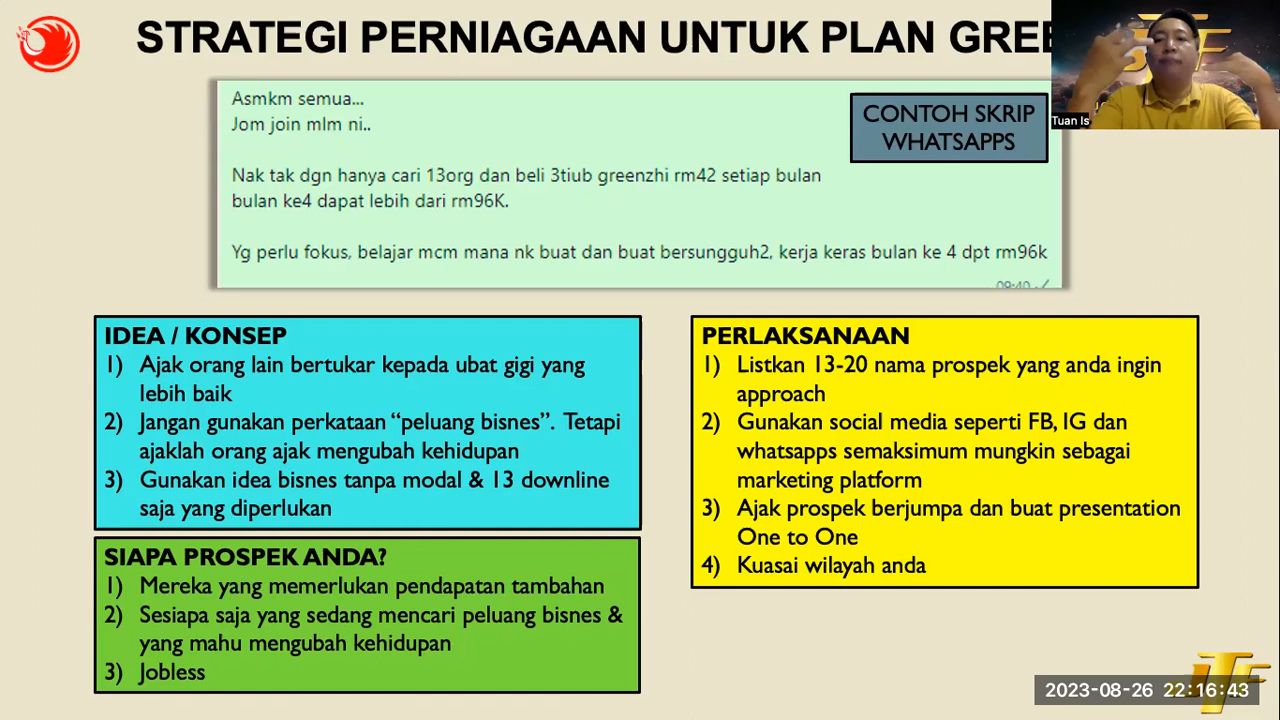 STRATEGI PERNIAGAAN UNTUK PLAN GREE
Asmkm semua...
Jom join mlm ni..
CONTOH SKRIP
WHATSAPPS
Nak tak dgn hanya cari 13org dan beli 3tiub greenzhi rm42 setiap bulan
bulan ke4 dapat lebih dari rm96K.
Yg perlu fokus, belajar mcm mana nk buat dan buat bersungguh2, kerja keras bulan ke 4 dpt rm96k
09:40
Tuan Is
IDEA / KONSEP
1) Ajak orang lain bertukar kepada ubat gigi yang
lebih baik
2) Jangan gunakan perkataan “peluang bisnes”. Tetapi
ajaklah orang ajak mengubah kehidupan
3) Gunakan idea bisnes tanpa modal & 13 downline
saja yang diperlukan
SIAPA PROSPEK ANDA?
1) Mereka yang memerlukan pendapatan tambahan
2) Sesiapa saja yang sedang mencari peluang bisnes &
yang mahu mengubah kehidupan
3) Jobless
PERLAKSANAAN
1) Listkan 13-20 nama prospek yang anda ingin
approach
2) Gunakan social media seperti FB, IG dan
whatsapps semaksimum mungkin sebagai
marketing platform
3) Ajak prospek berjumpa dan buat presentation
One to One
4) Kuasai wilayah anda
ITF
2023-08-26 22:16:43